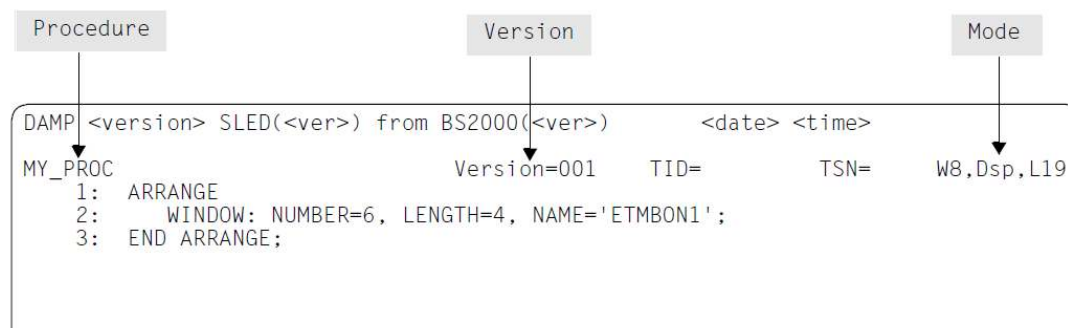 Procedure Version Mode
DAMP <version> SLED(<ver>) from BS2000(<ver>) <date> <time>
MY_PROC Version=001 TID= TSN= W8,Dsp,L19
1: ARRANGE
2: WINDOW: NUMBER=6, LENGTH=4, NAME='ETMBON1';
3: END ARRANGE;